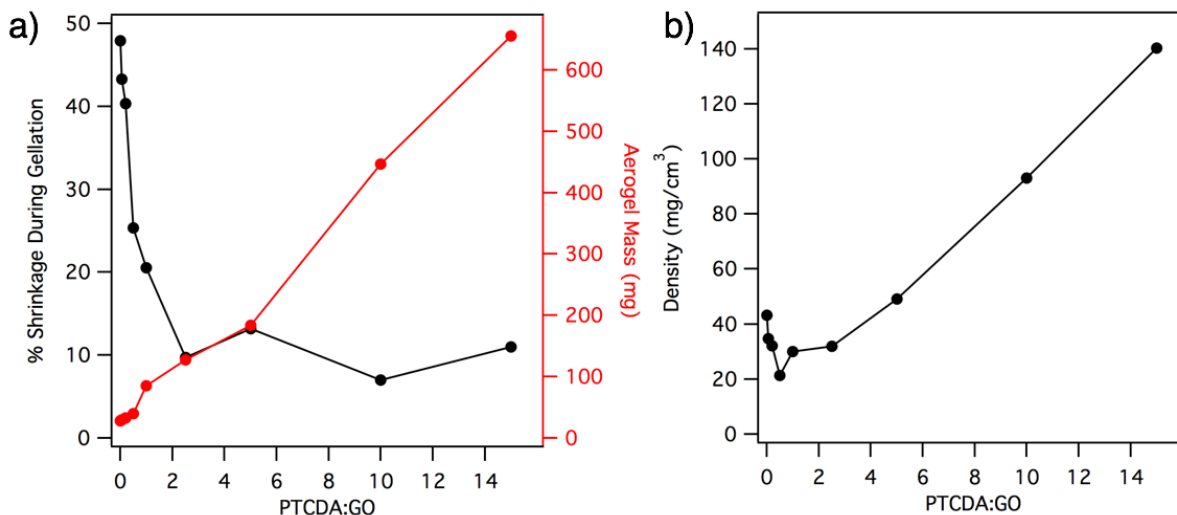 a)
% Shrinkage During Gellation
50
40
30
20
10
0
600
500
400
300
200
100
0
Aerogel Mass (mg)
0 2 4 6 8 10 12 14
PTCDA:GO
b)
Density (mg/cm³)
140
120
100
80
60
40
20
0
0 2 4 6 8 10 12 14
PTCDA:GO